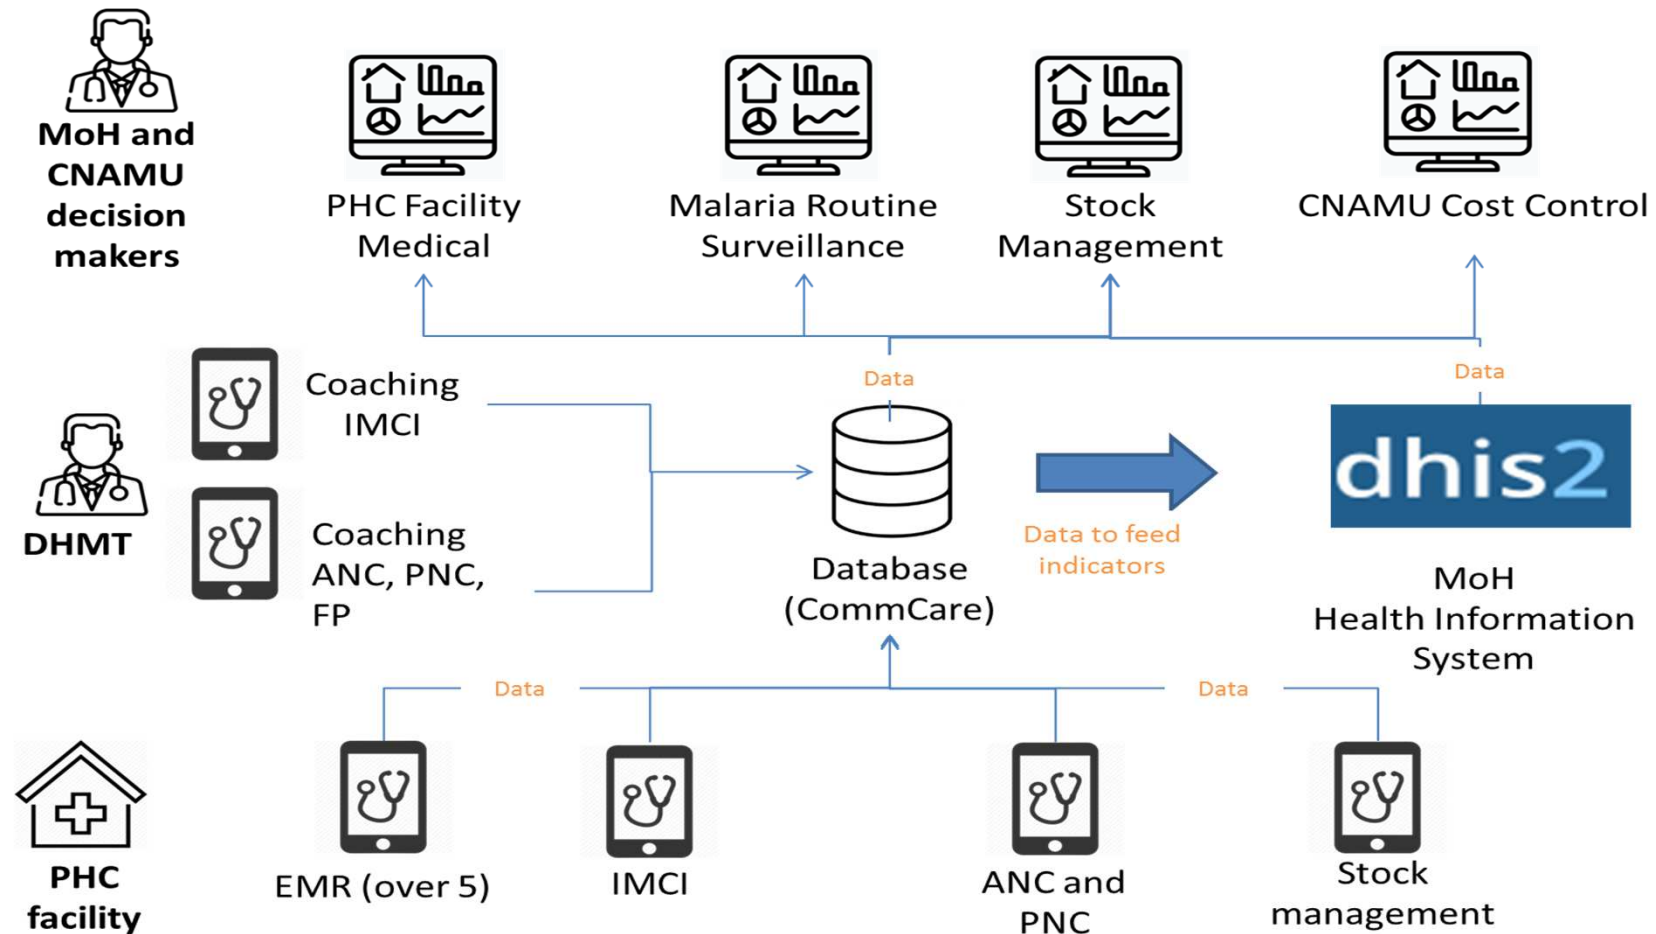 MoH and
CNAMU
decision
makers
PHC Facility
Medical
Malaria Routine
Surveillance
Stock
Management
CNAMU Cost Control
Data
Data
Coaching
IMCI
DHMT
Coaching
ANC, PNC,
FP
Database
(CommCare)
Data to feed
indicators
dhis2
MoH
Health Information
System
Data
Data
PHC
facility
EMR (over 5)
IMCI
ANC and
PNC
Stock
management